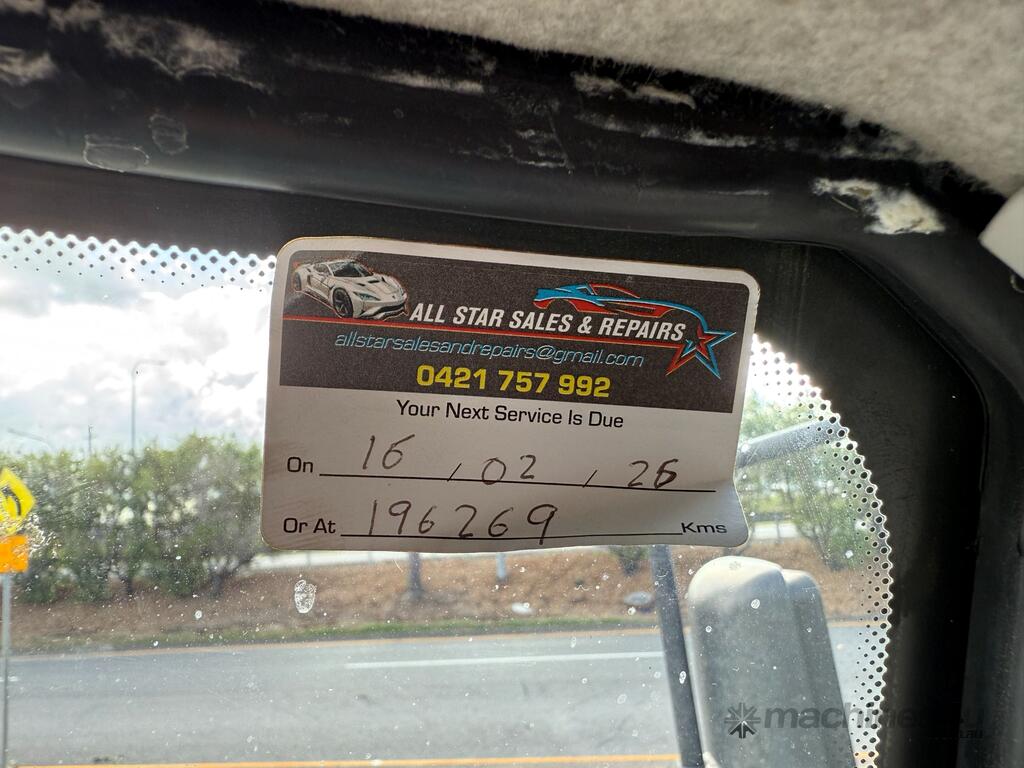 ALL STAR SALES & REPAIRS
allstarsalesandrepairs@gmail.com
0421 757 992
Your Next Service Is Due
On 16 , 02 , 26
Or At 196269 Kms